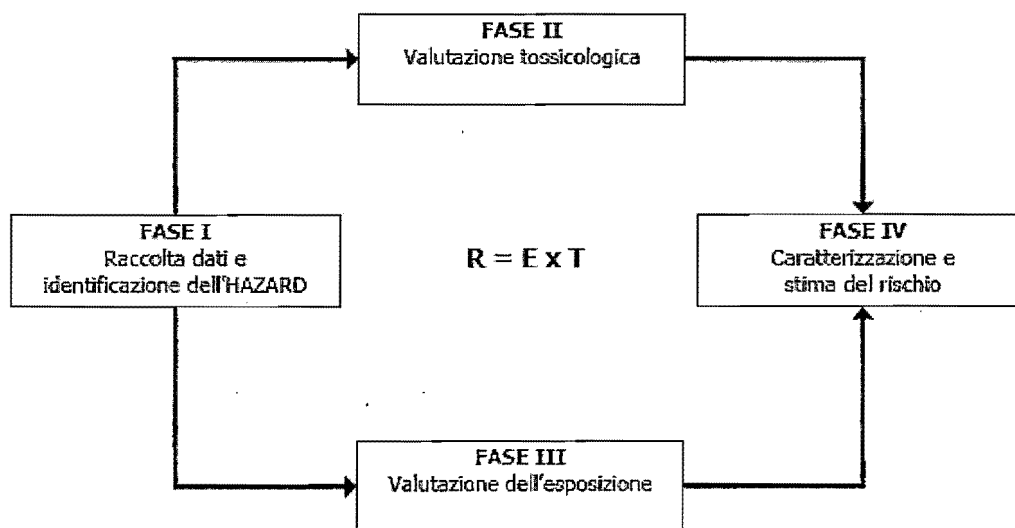 FASE II
Valutazione tossicologica
FASE I
Raccolta dati e
identificazione dell'HAZARD
R = E x T
FASE IV
Caratterizzazione e
stima del rischio
FASE III
Valutazione dell'esposizione